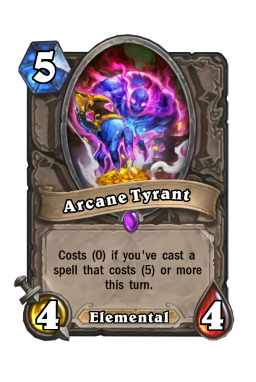 5
Arcane Tyrant
Costs (0) if you've cast a
spell that costs (5) or more
this turn.
4
Elemental
4